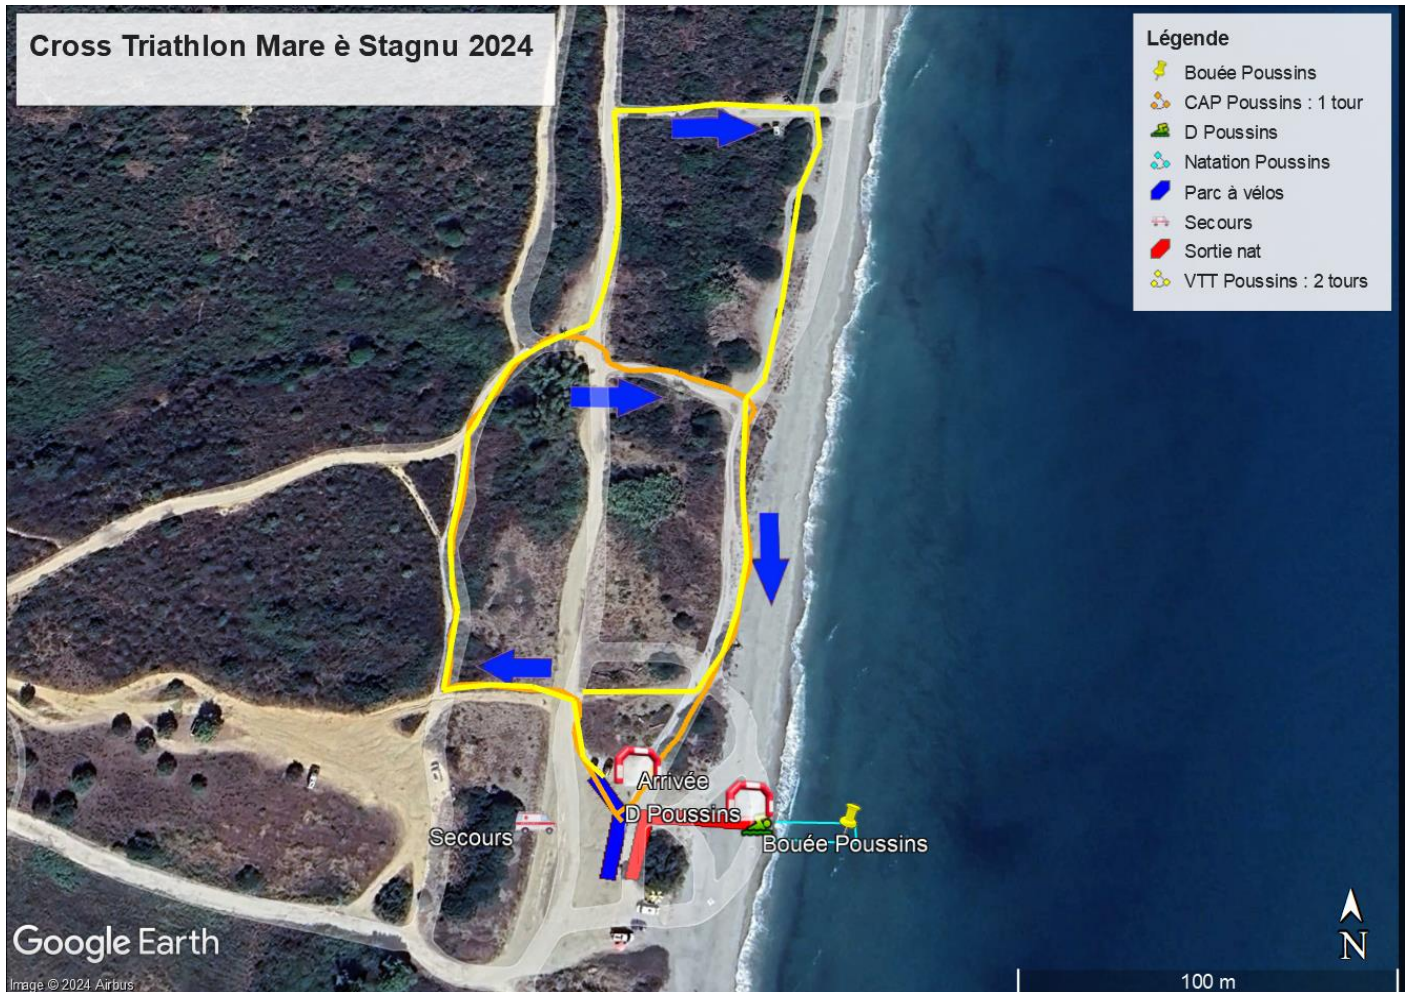 Cross Triathlon Mare è Stagnu 2024
Légende
Bouée Poussins
CAP Poussins : 1 tour
D Poussins
Natation Poussins
Parc à vélos
Secours
Sortie nat
VTT Poussins : 2 tours
Arrivée
D Poussins
Secours
Bouée Poussins
N
Google Earth
Image © 2024 Airbus
100 m